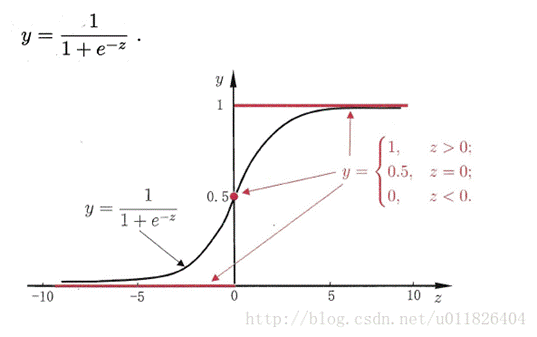 y = 1 / (1 + e^{-z}) .
y
1
y = { 1, z > 0;
0.5, z = 0;
0, z < 0.
0.5
y = 1 / (1 + e^{-z})
-10 -5 0 5 10 z
http://blog.csdn.net/u011826404